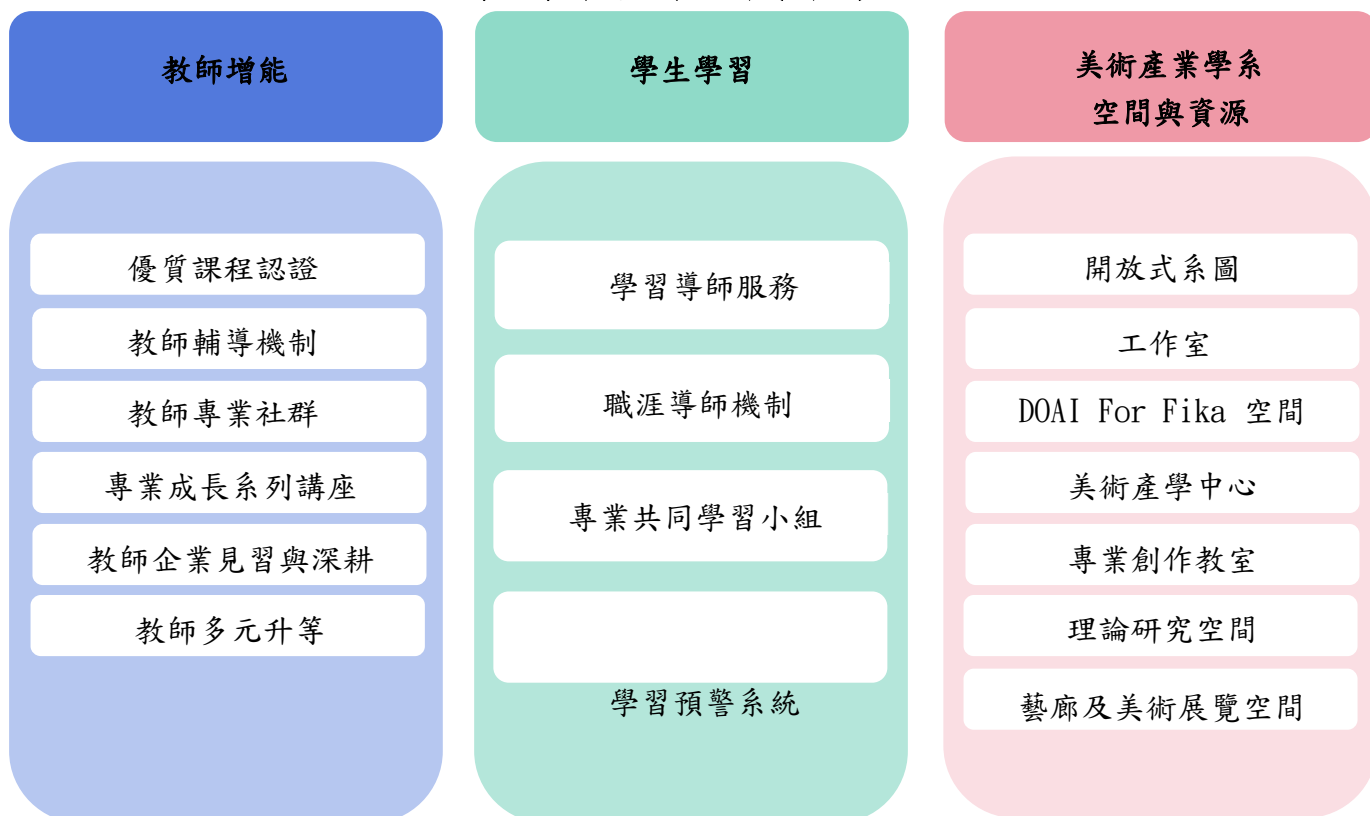 教師增能
優質課程認證
教師輔導機制
教師專業社群
專業成長系列講座
教師企業見習與深耕
教師多元升等
學生學習
學習導師服務
職涯導師機制
專業共同學習小組
學習預警系統
美術產業學系
空間與資源
開放式系圖
工作室
DOAI For Fika 空間
美術產學中心
專業創作教室
理論研究空間
藝廊及美術展覽空間